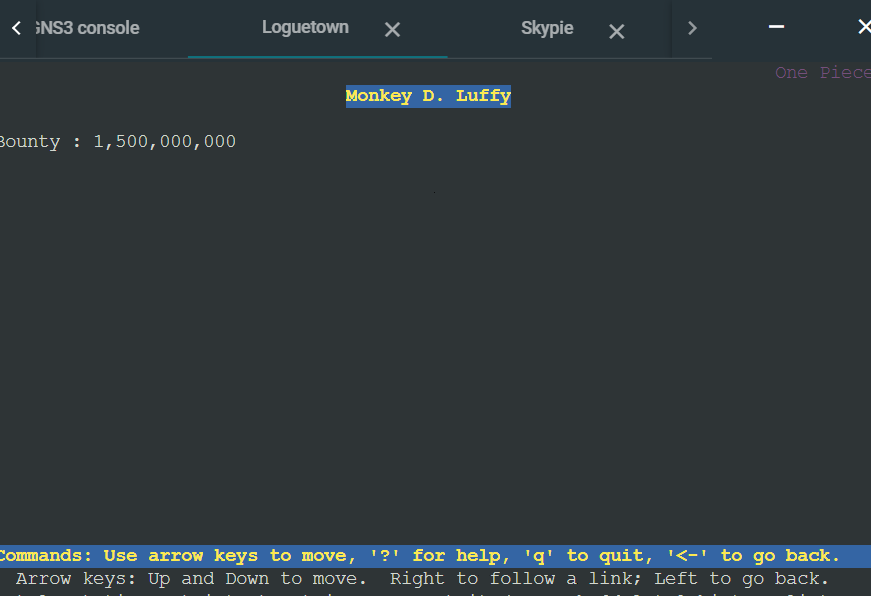 GNS3 console Loguetown Skypie
One Piece
Monkey D. Luffy
Bounty : 1,500,000,000
Commands: Use arrow keys to move, '?' for help, 'q' to quit, '<-' to go back.
Arrow keys: Up and Down to move. Right to follow a link; Left to go back.